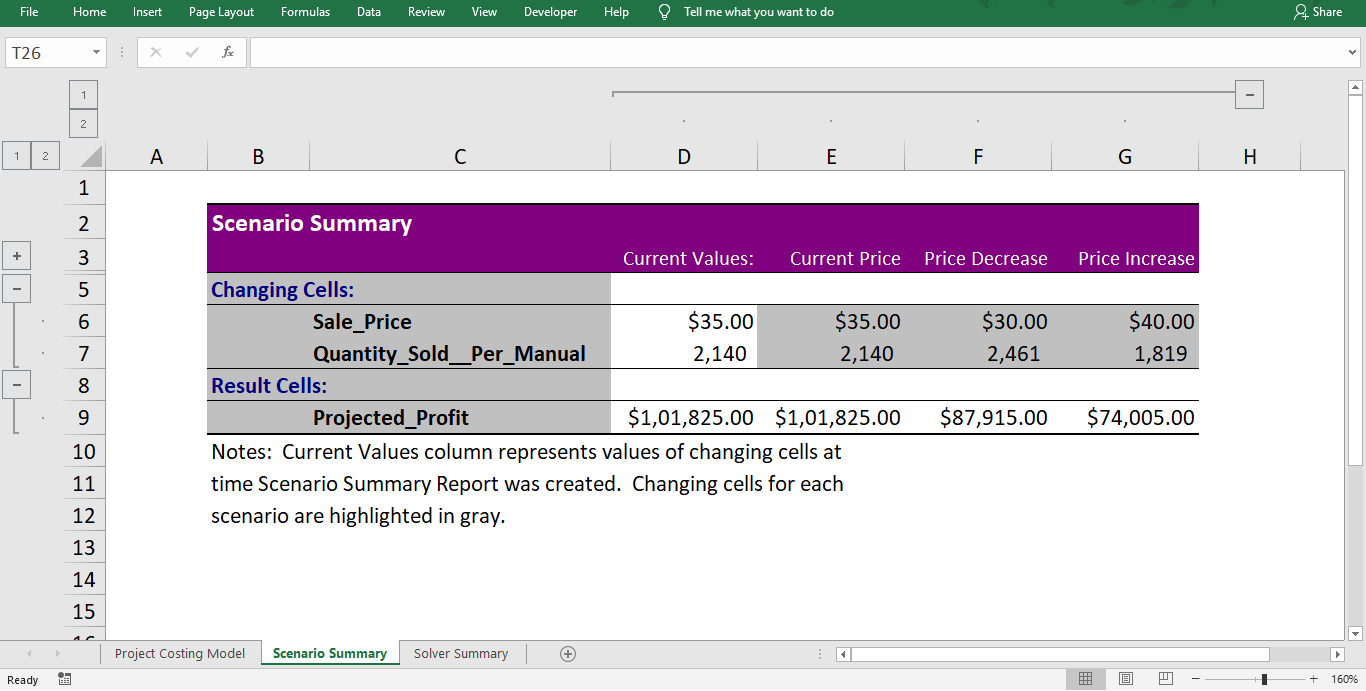 File Home Insert Page Layout Formulas Data Review View Developer Help Tell me what you want to do Share
T26 fx
1
2
1 2 A B C D E F G H
1
2 Scenario Summary
3 Current Values: Current Price Price Decrease Price Increase
5 Changing Cells:
6 Sale_Price $35.00 $35.00 $30.00 $40.00
7 Quantity_Sold__Per_Manual 2,140 2,140 2,461 1,819
8 Result Cells:
9 Projected_Profit $1,01,825.00 $1,01,825.00 $87,915.00 $74,005.00
10 Notes:  Current Values column represents values of changing cells at
11 time Scenario Summary Report was created.  Changing cells for each
12 scenario are highlighted in gray.
13
14
15
Project Costing Model Scenario Summary Solver Summary
Ready 160%